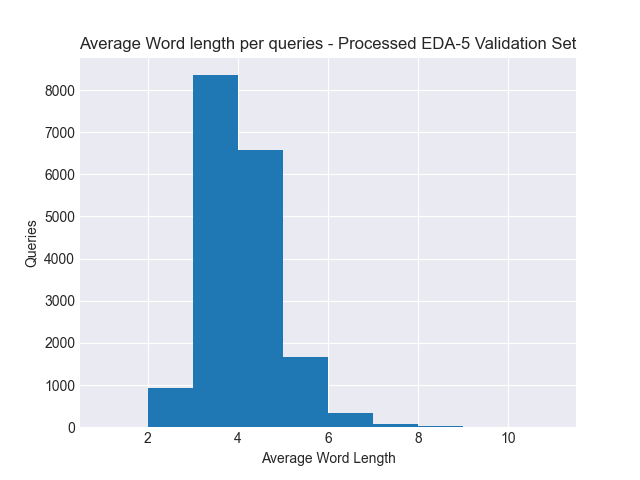 Average Word length per queries - Processed EDA-5 Validation Set
8000
7000
6000
5000
4000
3000
2000
1000
0
Queries
2 4 6 8 10
Average Word Length